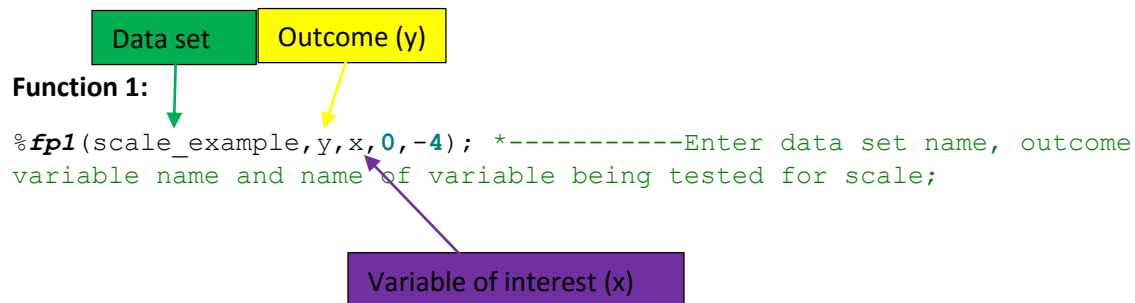 Data set
Outcome (y)
Function 1:
%fp1(scale_example,y,x,0,-4); *-----------Enter data set name, outcome
variable name and name of variable being tested for scale;
Variable of interest (x)